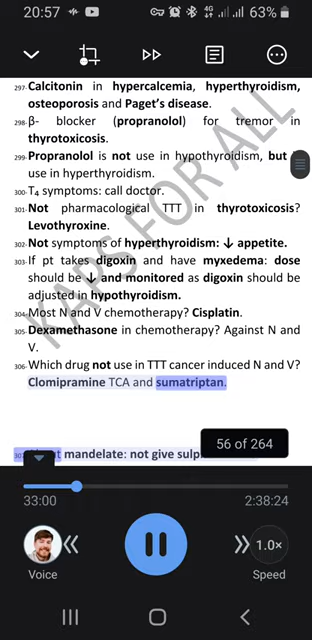 20:57 4G 63%
297- Calcitonin in hypercalcemia, hyperthyroidism,
osteoporosis and Paget's disease.
298- β- blocker (propranolol) for tremor in
thyrotoxicosis.
299- Propranolol is not use in hypothyroidism, but
use in hyperthyroidism.
300- T4 symptoms: call doctor.
301- Not pharmacological TTT in thyrotoxicosis?
Levothyroxine.
302- Not symptoms of hyperthyroidism: ↓ appetite.
303- If pt takes digoxin and have myxedema: dose
should be ↓ and monitored as digoxin should be
adjusted in hypothyroidism.
304- Most N and V chemotherapy? Cisplatin.
305- Dexamethasone in chemotherapy? Against N and
V.
306- Which drug not use in TTT cancer induced N and V?
Clomipramine TCA and sumatriptan.
KAPS FOR ALL
mandelate: not give sulp
56 of 264
33:00 2:38:24
1.0×
Voice Speed